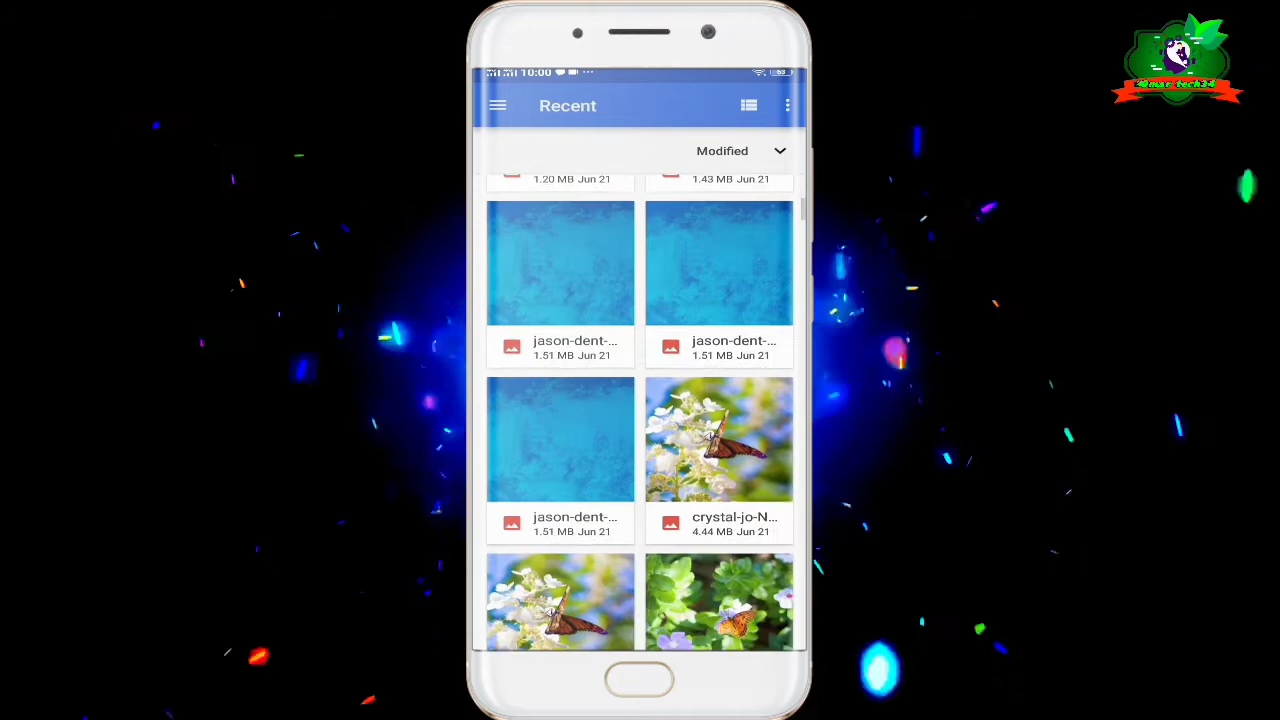 10:00
63
Recent
Modified
1.20 MB Jun 21
1.43 MB Jun 21
jason-dent-...
1.51 MB Jun 21
jason-dent-...
1.51 MB Jun 21
jason-dent-...
1.51 MB Jun 21
crystal-jo-N...
4.44 MB Jun 21